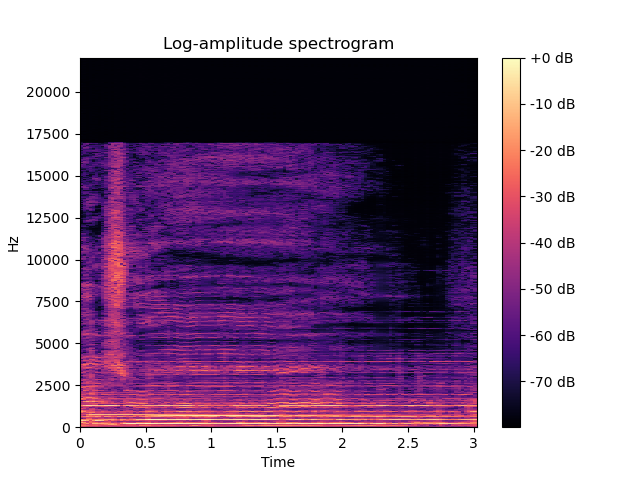 Log-amplitude spectrogram
Hz
20000
17500
15000
12500
10000
7500
5000
2500
0
0 0.5 1 1.5 2 2.5 3
Time
+0 dB
-10 dB
-20 dB
-30 dB
-40 dB
-50 dB
-60 dB
-70 dB